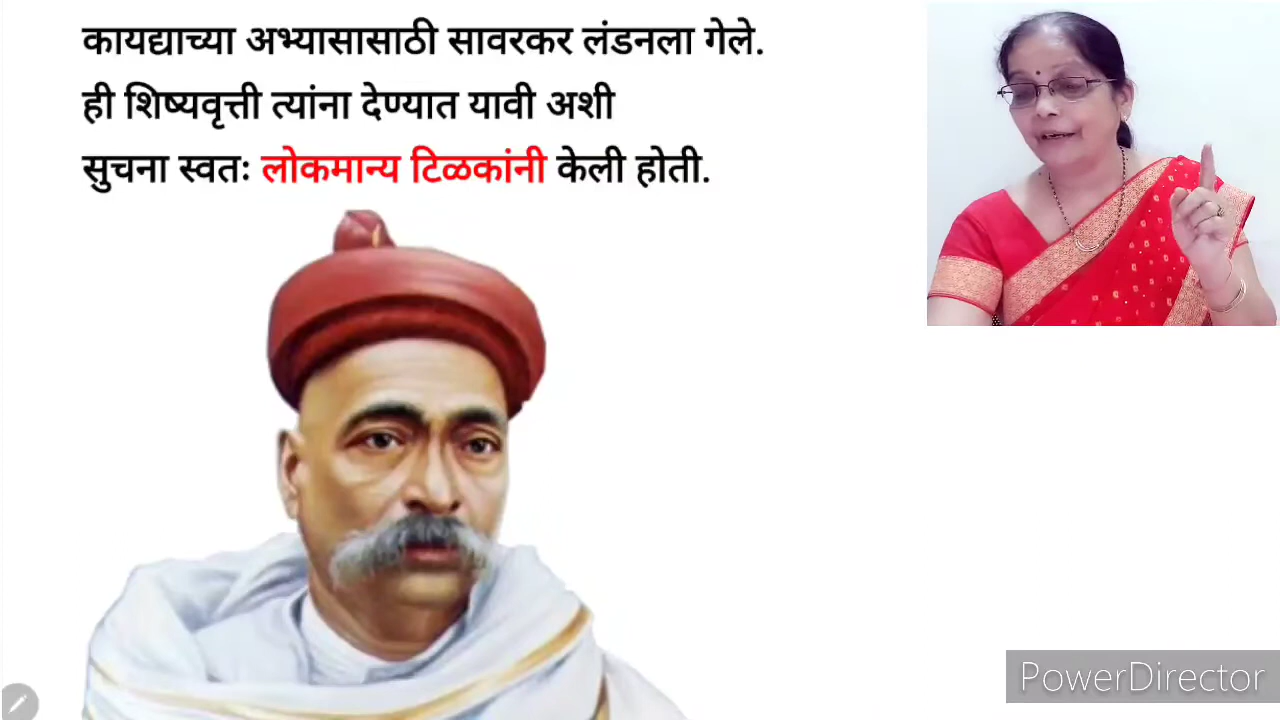 कायद्याच्या अभ्यासासाठी सावरकर लंडनला गेले.
ही शिष्यवृत्ती त्यांना देण्यात यावी अशी
सुचना स्वतः लोकमान्य टिळकांनी केली होती.
PowerDirector